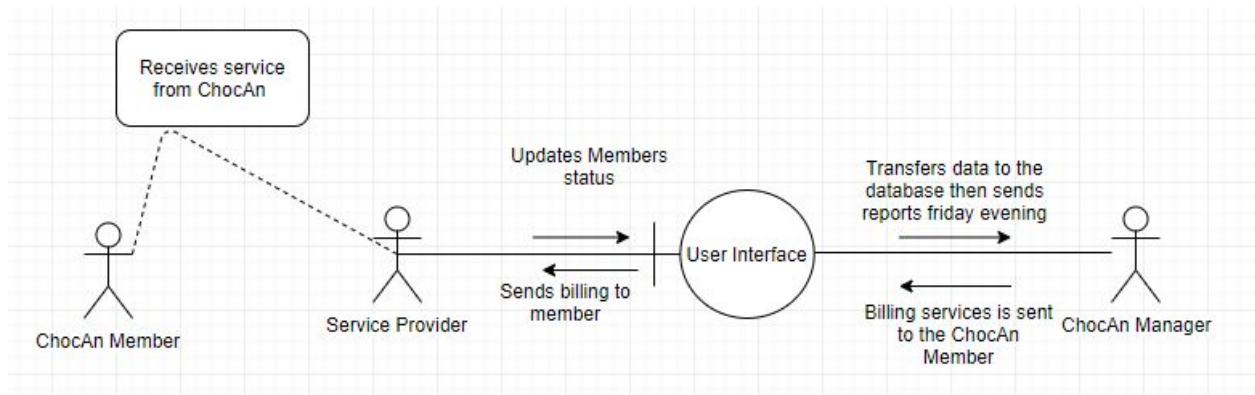 Receives service
from ChocAn
Updates Members
status
Transfers data to the
database then sends
reports friday evening
User Interface
Sends billing to
member
Billing services is sent
to the ChocAn
Member
ChocAn Member
Service Provider
ChocAn Manager